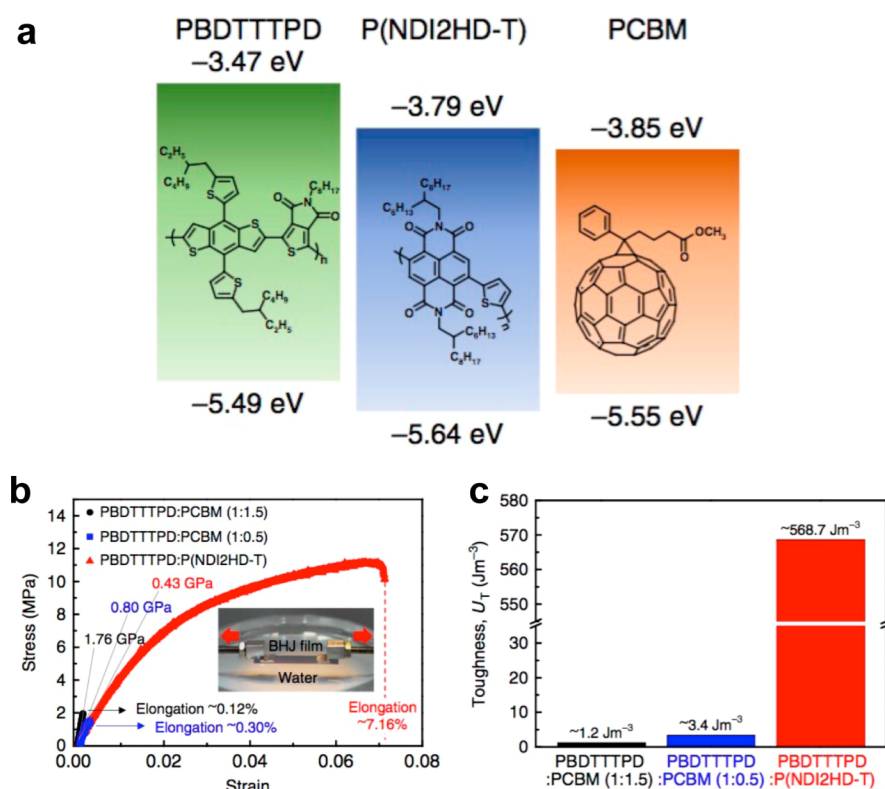 a
PBDTTTPD
–3.47 eV
C₂H₅
C₄H₉
S
S
S
O
N
C₈H₁₇
O
S
n
S
C₄H₉
C₂H₅
–5.49 eV
P(NDI2HD-T)
–3.79 eV
C₈H₁₇
C₆H₁₃
O
N
O
S
n
O
N
O
C₆H₁₃
C₈H₁₇
–5.64 eV
PCBM
–3.85 eV
OCH₃
O
–5.55 eV
b
Stress (MPa)
14
12
10
8
6
4
2
0
PBDTTTPD:PCBM (1:1.5)
PBDTTTPD:PCBM (1:0.5)
PBDTTTPD:P(NDI2HD-T)
0.43 GPa
0.80 GPa
1.76 GPa
BHJ film
Water
Elongation ~0.12%
Elongation ~0.30%
Elongation
~7.16%
0.00 0.02 0.04 0.06 0.08
Strain
c
Toughness, U_T (Jm⁻³)
580
570
560
550
30
20
10
0
~1.2 Jm⁻³
~3.4 Jm⁻³
~568.7 Jm⁻³
PBDTTTPD PBDTTTPD PBDTTTPD
:PCBM (1:1.5) :PCBM (1:0.5) :P(NDI2HD-T)